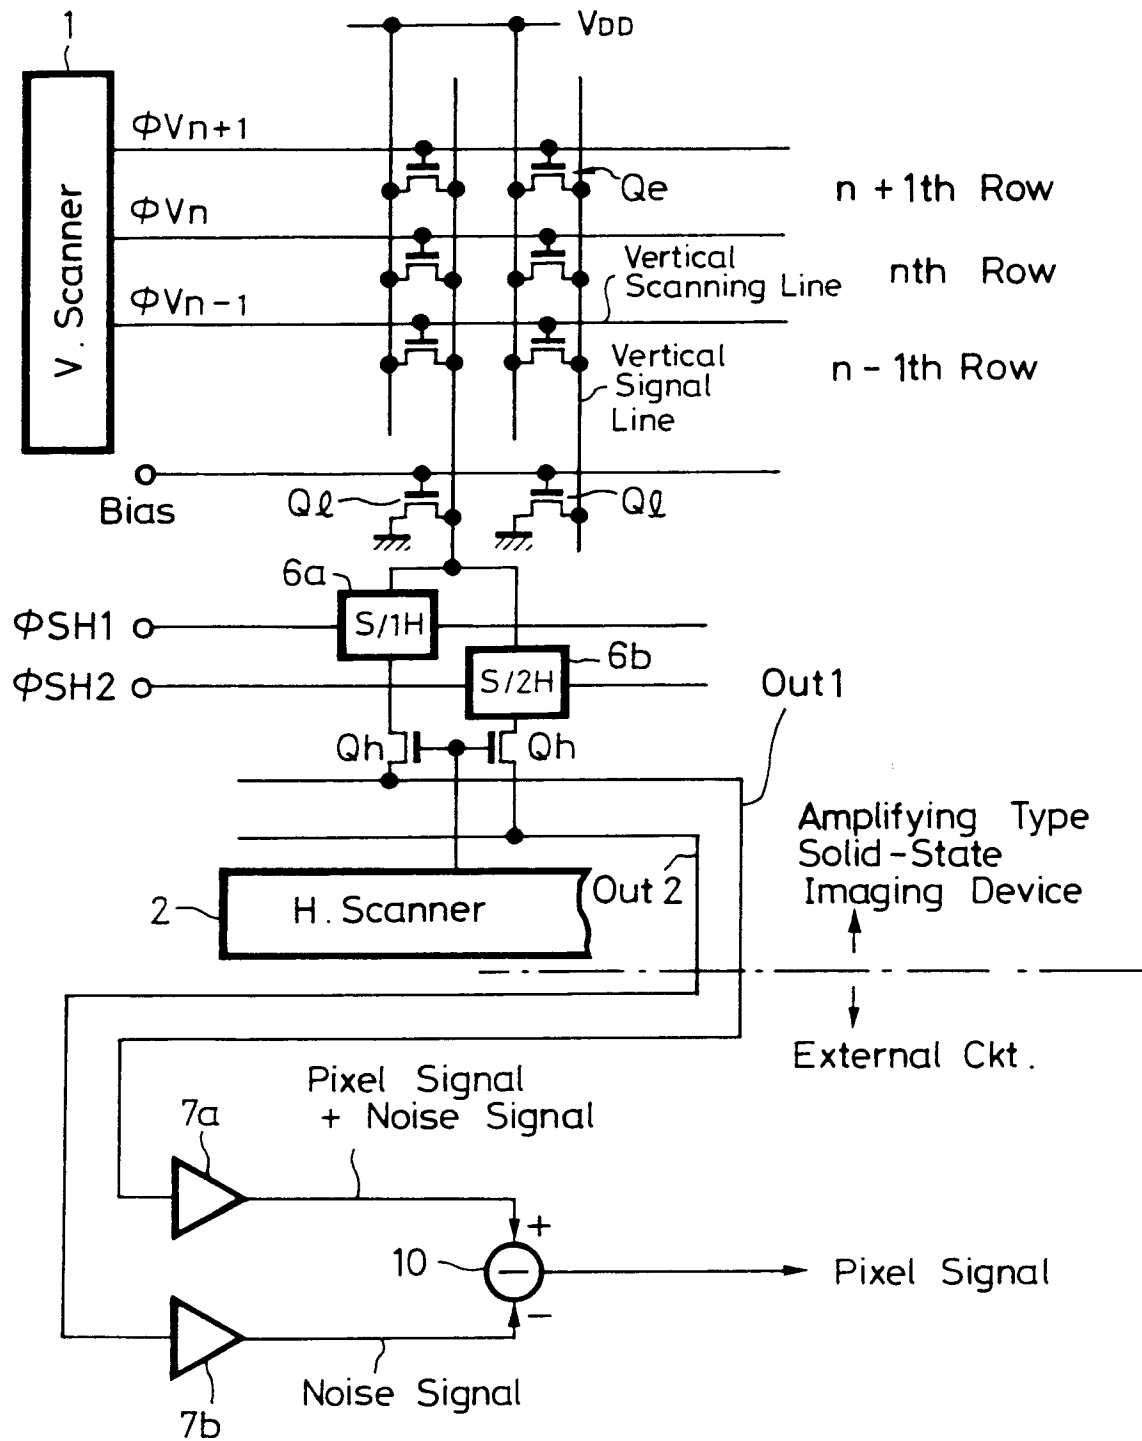 1
VDD
V. Scanner
ΦVn+1
Qe
n + 1th Row
ΦVn
Vertical
Scanning Line
nth Row
ΦVn-1
Vertical
Signal
Line
n - 1th Row
Bias
Qℓ
Qℓ
6a
ΦSH1
S/1H
6b
ΦSH2
S/2H
Out1
Qh
Qh
Amplifying Type
Solid-State
Imaging Device
2
H. Scanner
Out 2
External Ckt.
Pixel Signal
+ Noise Signal
7a
+
10
−
Pixel Signal
−
Noise Signal
7b